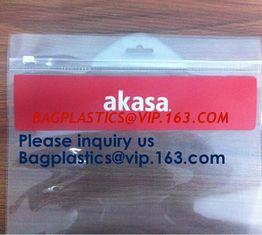 akasa
BAGPLASTICS@VIP.163.COM
Please inquiry us
Bagplastics@vip.163.com